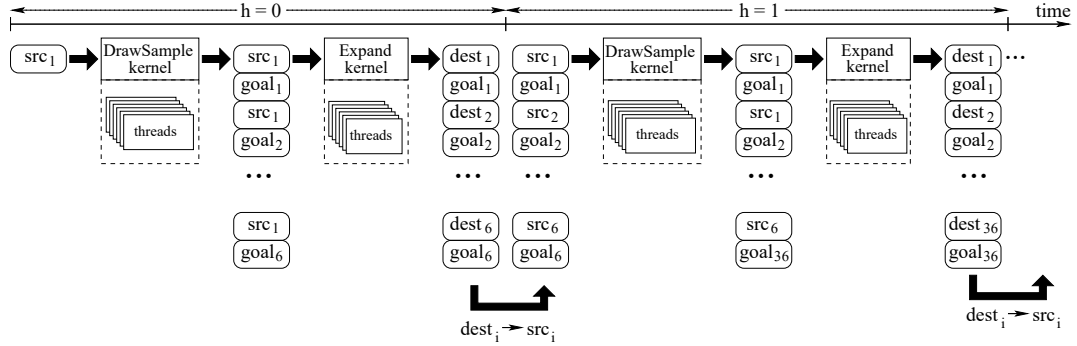 h = 0 h = 1 time
src1 DrawSample kernel src1 Expand kernel dest1 src1 DrawSample kernel src1 Expand kernel dest1 ...
goal1 goal1 goal1 goal1 goal1
threads src1 threads dest2 src2 threads src1 threads dest2
goal2 goal2 goal2 goal2 goal2
... ... ... ... ...
src1 dest6 src6 src6 dest36
goal6 goal6 goal6 goal36 goal36
desti → srci desti → srci